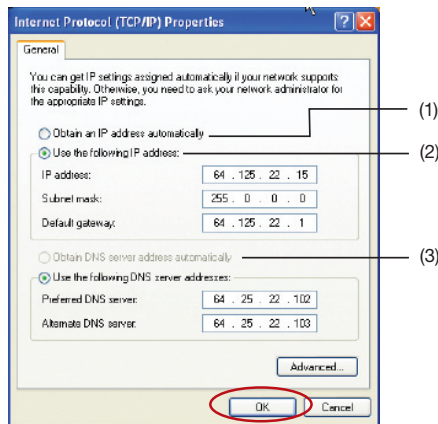 Internet Protocol (TCP/IP) Properties
General
You can get IP settings assigned automatically if your network supports
this capability. Otherwise, you need to ask your network administrator for
the appropriate IP settings.
Obtain an IP address automatically
(1)
Use the following IP address:
(2)
IP address: 64 . 125 . 22 . 15
Subnet mask: 255 . 0 . 0 . 0
Default gateway: 64 . 125 . 22 . 1
Obtain DNS server address automatically
(3)
Use the following DNS server addresses:
Preferred DNS server: 64 . 25 . 22 . 102
Alternate DNS server: 64 . 25 . 22 . 103
Advanced...
OK Cancel